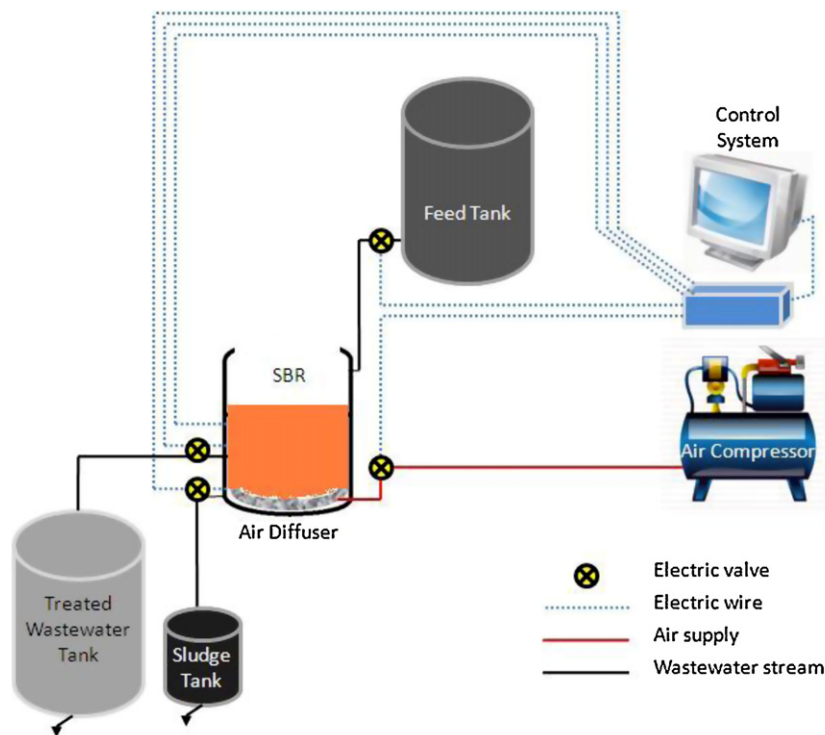 Control
System
Feed Tank
SBR
Air Compressor
Air Diffuser
Treated
Wastewater
Tank
Sludge
Tank
Electric valve
Electric wire
Air supply
Wastewater stream